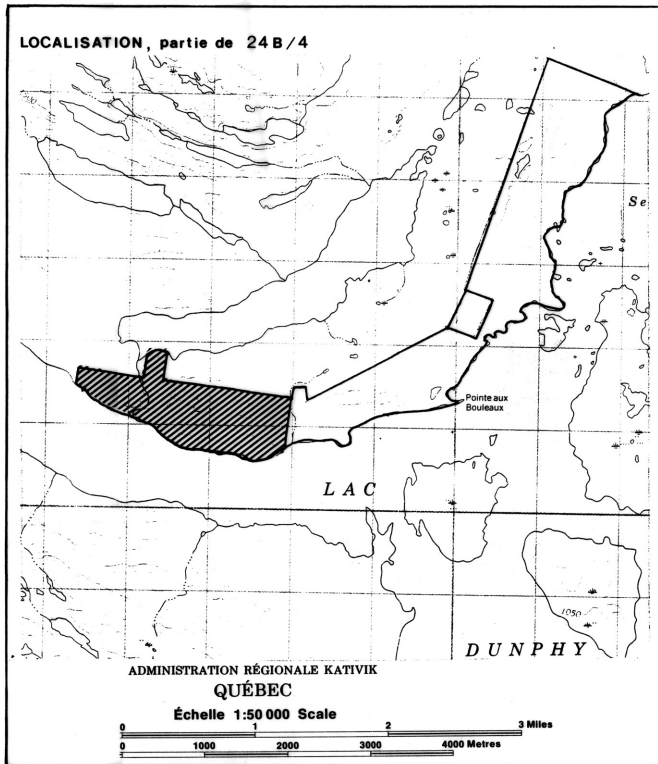 LOCALISATION, partie de 24B/4
Se
Pointe aux
Bouleaux
LAC
1050
DUNPHY
ADMINISTRATION RÉGIONALE KATIVIK
QUÉBEC
Échelle 1:50 000 Scale
0 1 2 3 Miles
0 1000 2000 3000 4000 Metres